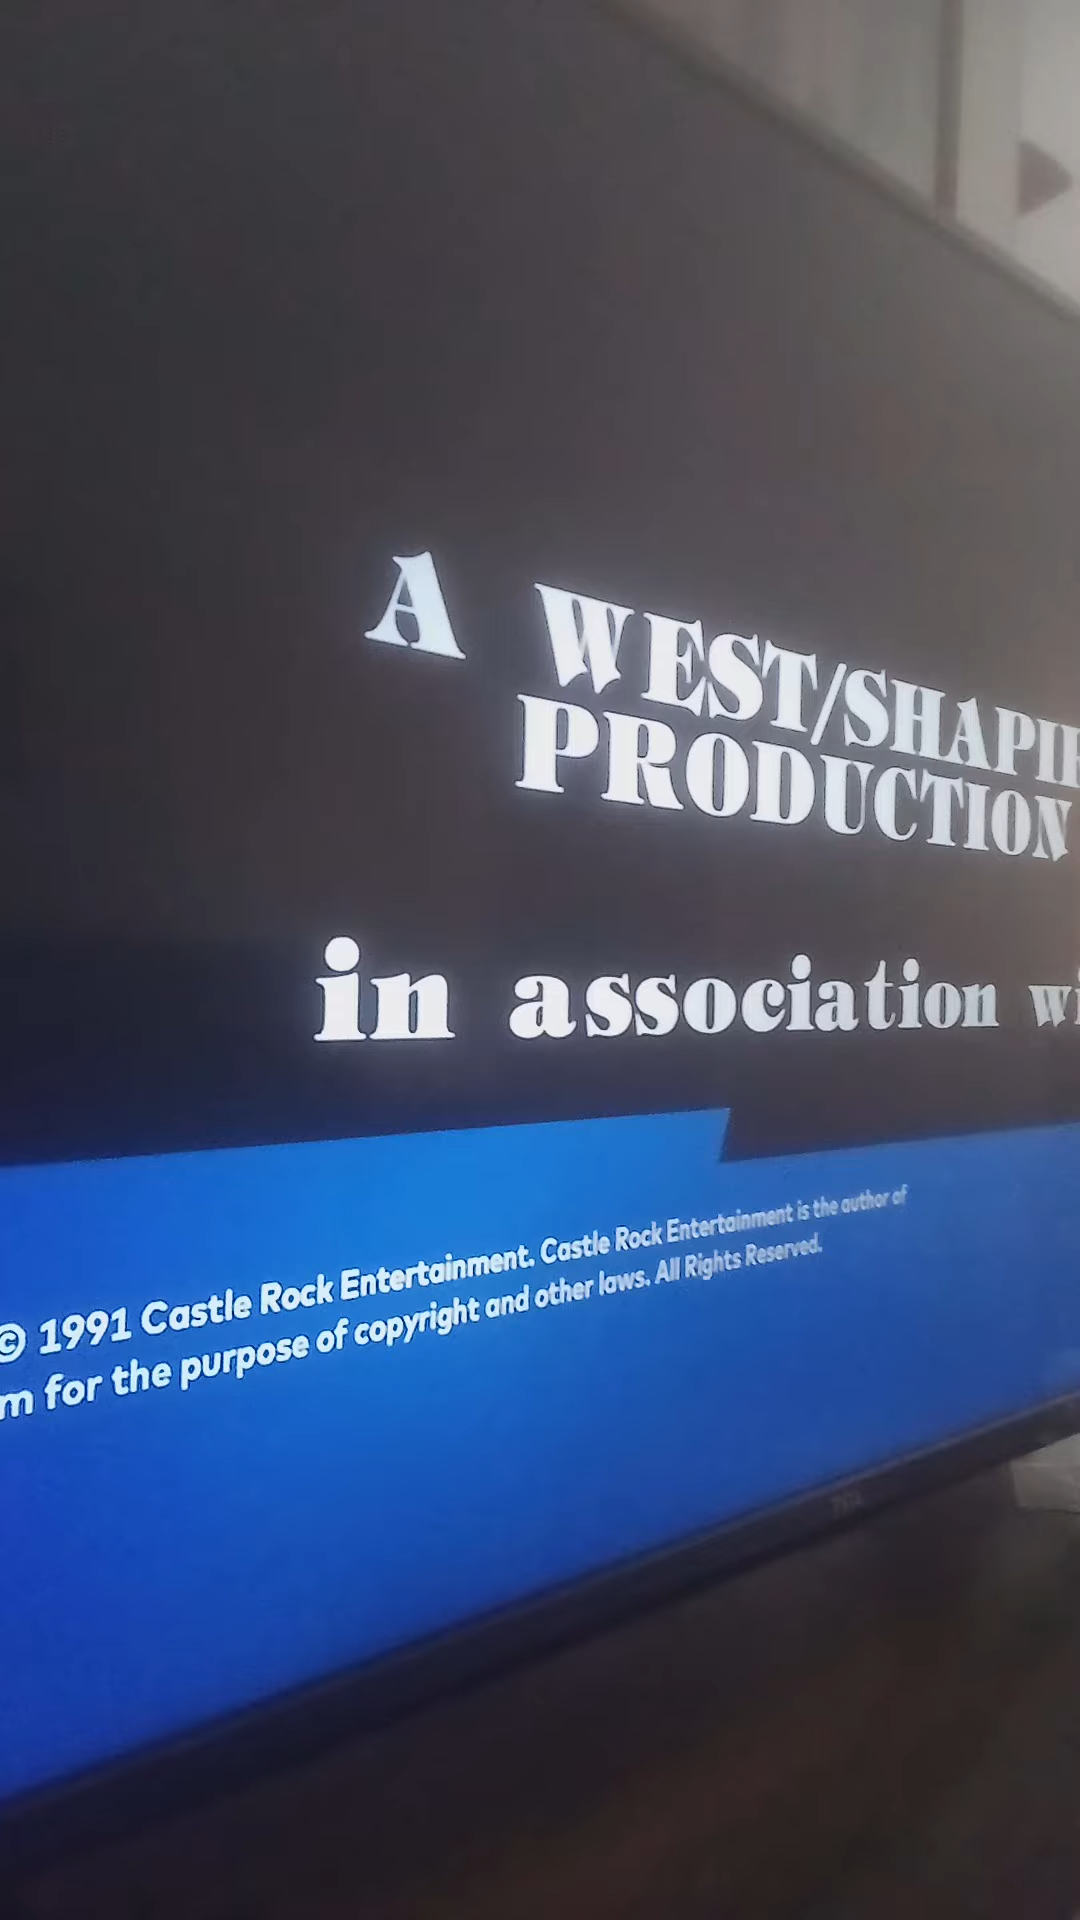 A WEST/SHAPI
PRODUCTION
in association
© 1991 Castle Rock Entertainment. Castle Rock Entertainment is the author of
for the purpose of copyright and other laws. All Rights Reserved.